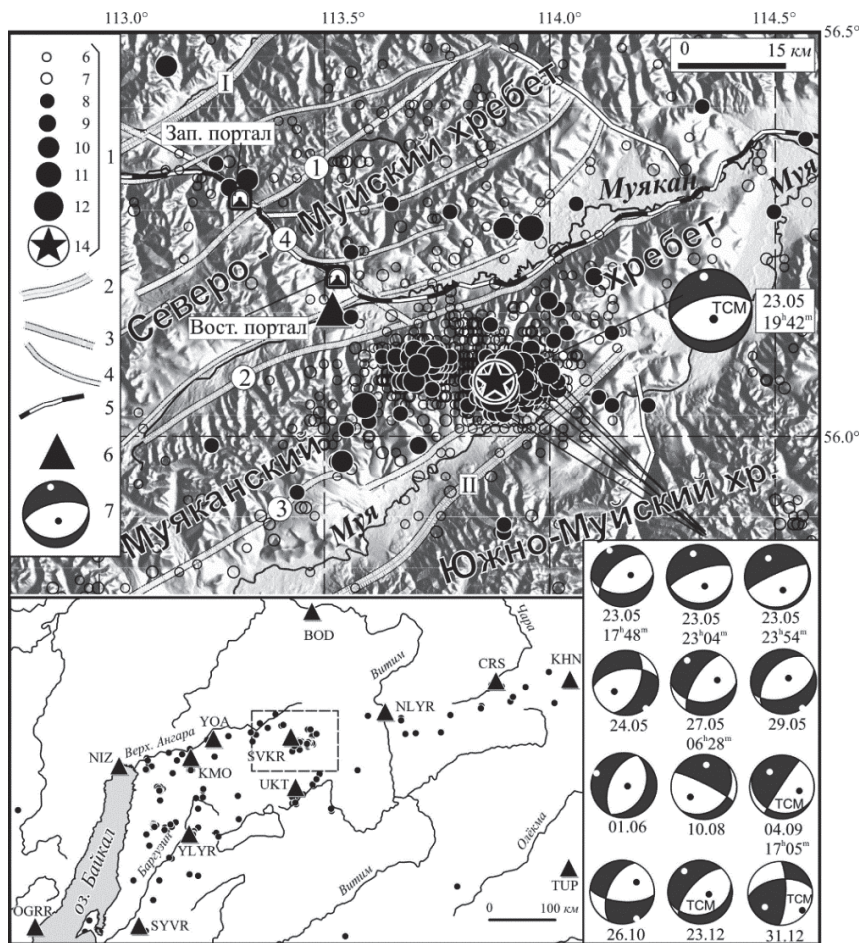 113.0°
113.5°
114.0°
114.5°
56.5°
56.0°
6
7
8
9
10
11
12
14
1
2
3
4
5
6
7
0 15 км
I
II
1
2
3
4
Зап. портал
Вост. портал
Северо-Муйский хребет
Муякан
Муя
Муяканский хребет
Муя
Южно-Муйский хр.
ТСМ
23.05
19ʰ42ᵐ
BOD
Витим
Чара
CRS
KHN
NLYR
YOA
Верх. Ангара
SVKR
NIZ
KMO
UKT
оз. Байкал
Баргузин
YLYR
Витим
Олёкма
TUP
OGRR
SYVR
0 100 км
23.05 23.05 23.05
17ʰ48ᵐ 23ʰ04ᵐ 23ʰ54ᵐ
24.05 27.05 29.05
06ʰ28ᵐ
ТСМ
01.06 10.08 04.09
17ʰ05ᵐ
ТСМ ТСМ
26.10 23.12 31.12